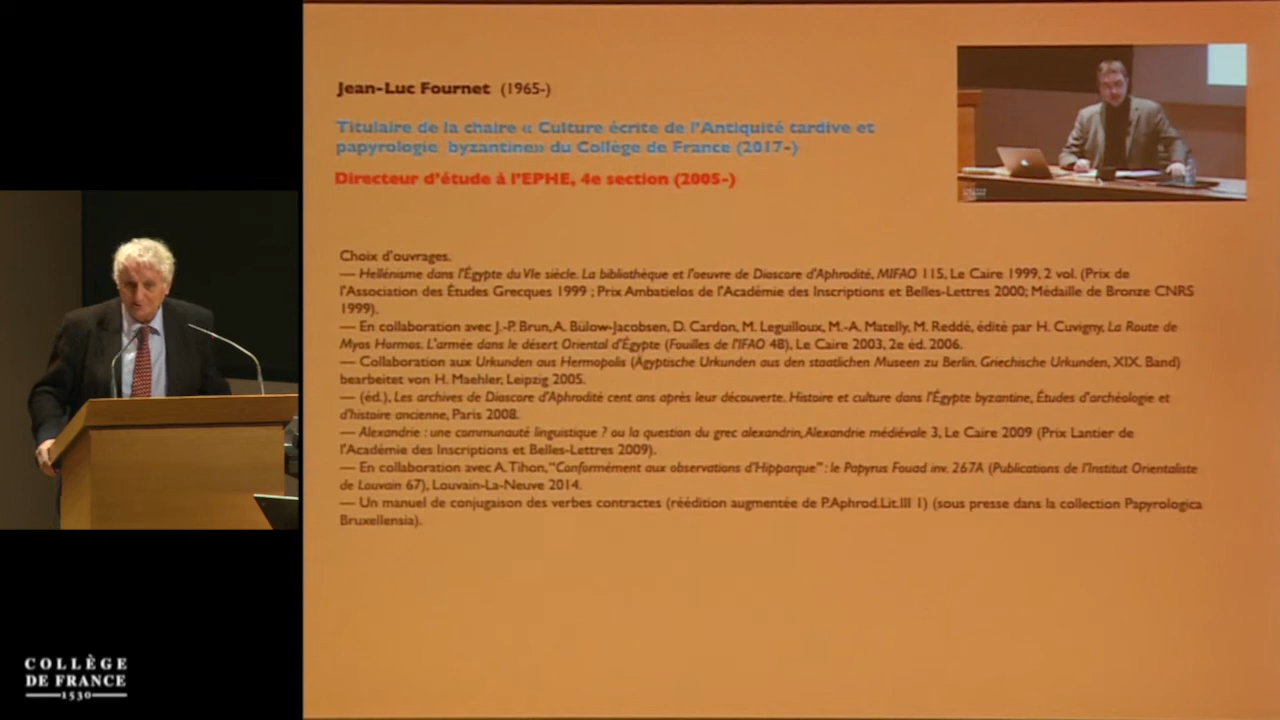 Jean-Luc Fournet (1965-)
Titulaire de la chaire « Culture écrite de l'Antiquité tardive et
papyrologie byzantine» du Collège de France (2017-)
Directeur d'étude à l'EPHE, 4e section (2005-)
Choix d'ouvrages.
— Hellénisme dans l'Égypte du VIe siècle. La bibliothèque et l'oeuvre de Dioscore d'Aphrodité, MIFAO 115, Le Caire 1999, 2 vol. (Prix de
l'Association des Études Grecques 1999 ; Prix Ambatielos de l'Académie des Inscriptions et Belles-Lettres 2000; Médaille de Bronze CNRS
1999).
— En collaboration avec J.-P. Brun, A. Bülow-Jacobsen, D. Cardon, M. Leguilloux, M.-A. Matelly, M. Reddé, édité par H. Cuvigny, La Route de
Myos Hormos. L'armée dans le désert Oriental d'Égypte (Fouilles de l'IFAO 48), Le Caire 2003, 2e éd. 2006.
— Collaboration aux Urkunden aus Hermopolis (Ägyptische Urkunden aus den staatlichen Museen zu Berlin. Griechische Urkunden, XIX. Band)
bearbeitet von H. Maehler, Leipzig 2005.
— (éd.), Les archives de Dioscore d'Aphrodité cent ans après leur découverte. Histoire et culture dans l'Égypte byzantine, Études d'archéologie et
d'histoire ancienne, Paris 2008.
— Alexandrie : une communauté linguistique ? ou la question du grec alexandrin, Alexandrie médiévale 3, Le Caire 2009 (Prix Lantier de
l'Académie des Inscriptions et Belles-Lettres 2009).
— En collaboration avec A. Tihon, "Conformément aux observations d'Hipparque" : le Papyrus Fouad inv. 267A (Publications de l'Institut Orientaliste
de Louvain 67), Louvain-La-Neuve 2014.
— Un manuel de conjugaison des verbes contractes (réédition augmentée de P.Aphrod.Lit.III 1) (sous presse dans la collection Papyrologica
Bruxellensia).
COLLÈGE
DE FRANCE
1530